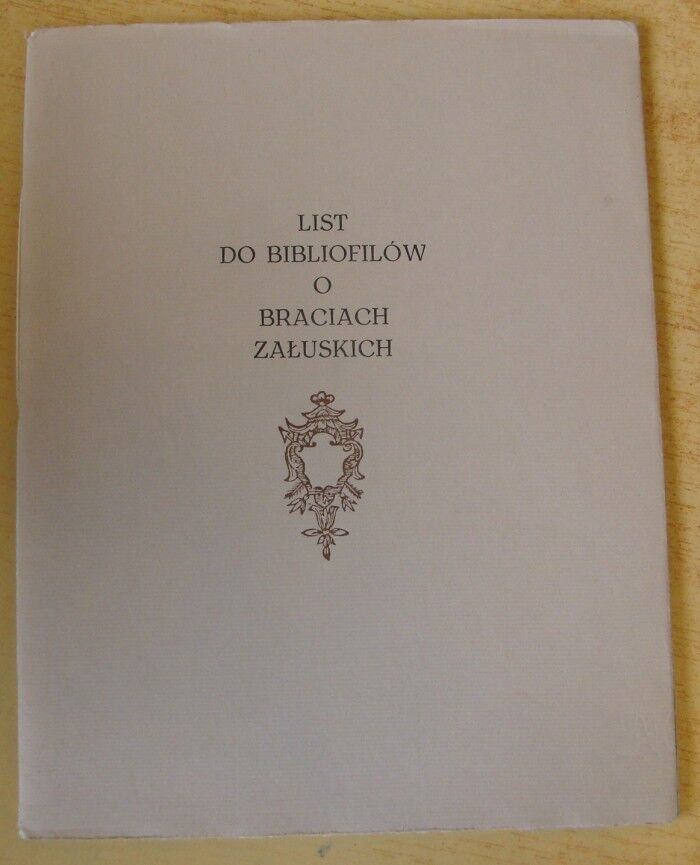 LIST
DO BIBLIOFILÓW
O
BRACIACH
ZAŁUSKICH